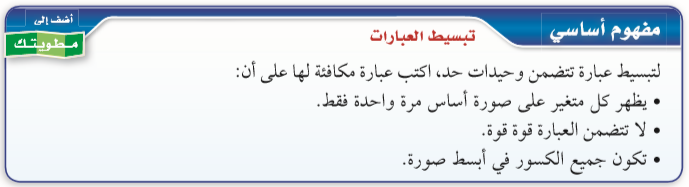 مفهوم أساسي
تبسيط العبارات
أضف إلى
مطويتك
لتبسيط عبارة تتضمن وحيدات حد، اكتب عبارة مكافئة لها على أن:
• يظهر كل متغير على صورة أساس مرة واحدة فقط.
• لا تتضمن العبارة قوة قوة.
• تكون جميع الكسور في أبسط صورة.